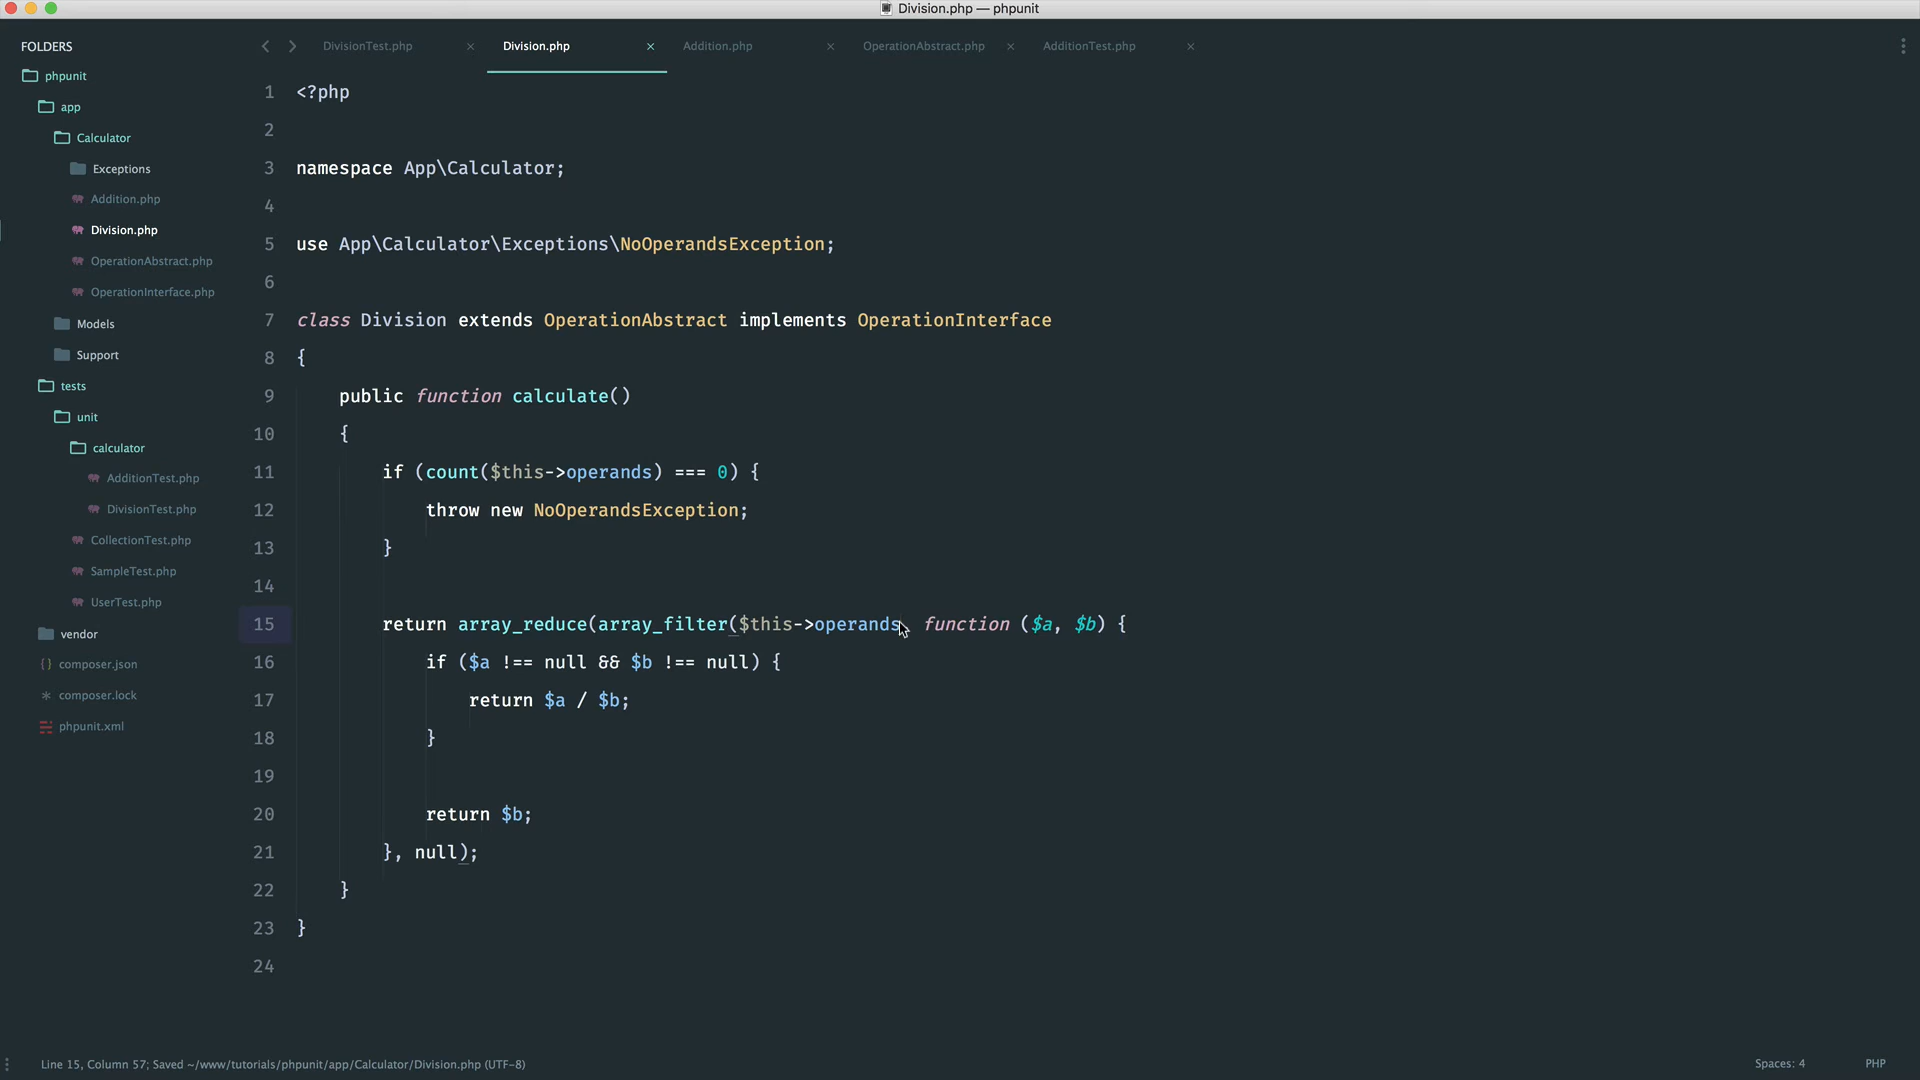 Division.php — phpunit
FOLDERS
phpunit
app
Calculator
Exceptions
Addition.php
Division.php
OperationAbstract.php
OperationInterface.php
Models
Support
tests
unit
calculator
AdditionTest.php
DivisionTest.php
CollectionTest.php
SampleTest.php
UserTest.php
vendor
composer.json
composer.lock
phpunit.xml
DivisionTest.php × Division.php × Addition.php × OperationAbstract.php × AdditionTest.php ×
1 <?php
2
3 namespace App\Calculator;
4
5 use App\Calculator\Exceptions\NoOperandsException;
6
7 class Division extends OperationAbstract implements OperationInterface
8 {
9 public function calculate()
10 {
11 if (count($this->operands) === 0) {
12 throw new NoOperandsException;
13 }
14
15 return array_reduce(array_filter($this->operands, function ($a, $b) {
16 if ($a !== null && $b !== null) {
17 return $a / $b;
18 }
19
20 return $b;
21 }, null);
22 }
23 }
24
Line 15, Column 57; Saved ~/www/tutorials/phpunit/app/Calculator/Division.php (UTF-8)
Spaces: 4
PHP